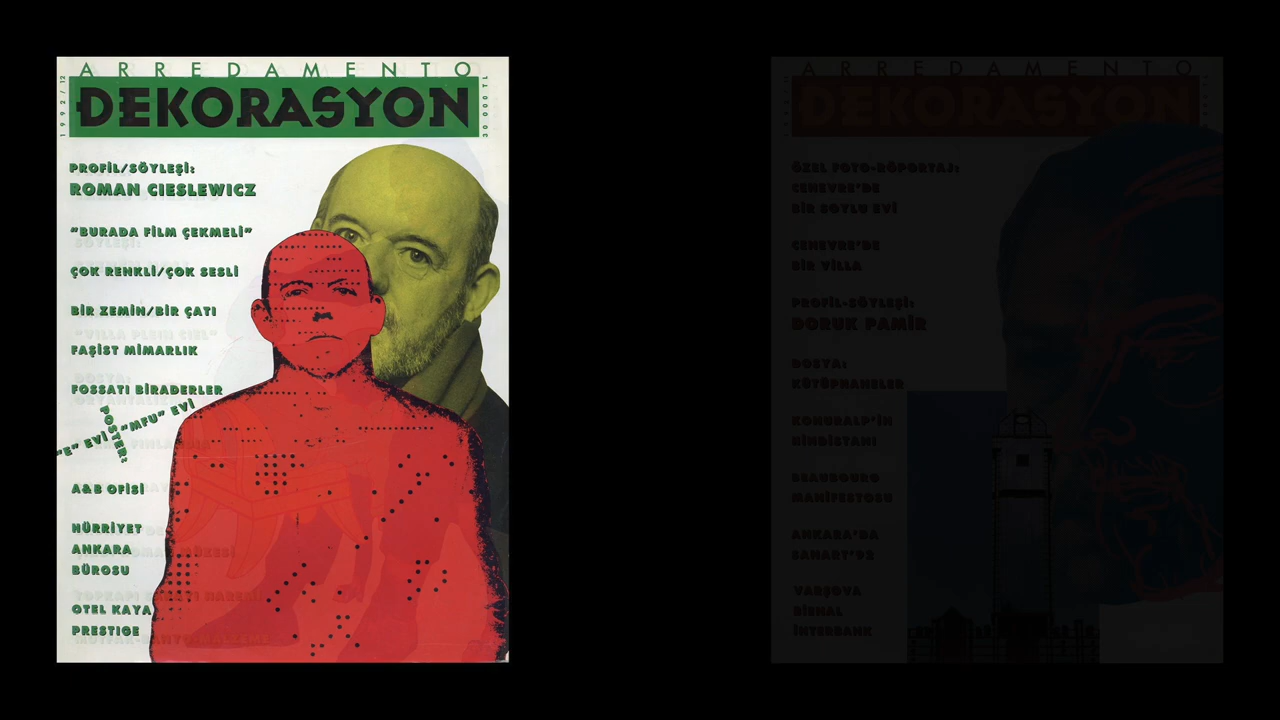 ARREDAMENTO
DEKORASYON
1992/12
30 000 TL
PROFİL/SÖYLEŞİ:
ROMAN CIESLEWICZ
"BURADA FİLM ÇEKMELİ"
ÇOK RENKLİ/ÇOK SESLİ
BİR ZEMİN/BİR ÇATI
FAŞİST MİMARLIK
FOSSATI BİRADERLER
POSTER:
"E" EVİ "MFU" EVİ
A&B OFİSİ
HÜRRİYET
ANKARA
BÜROSU
OTEL KAYA
PRESTIGE
ARREDAMENTO
DEKORASYON
ÖZEL FOTO-RÖPORTAJ:
CENEVRE'DE
BİR SOYLU EVİ
CENEVRE'DE
BİR VİLLA
PROFİL-SÖYLEŞİ:
DORUK PAMİR
DOSYA:
KÜTÜPHANELER
KONURALP'İN
HİNDİSTANI
BEAUBOURG
MANİFESTOSU
ANKARA'DA
SANART'92
VARŞOVA
BİENAL
İNTERBANK